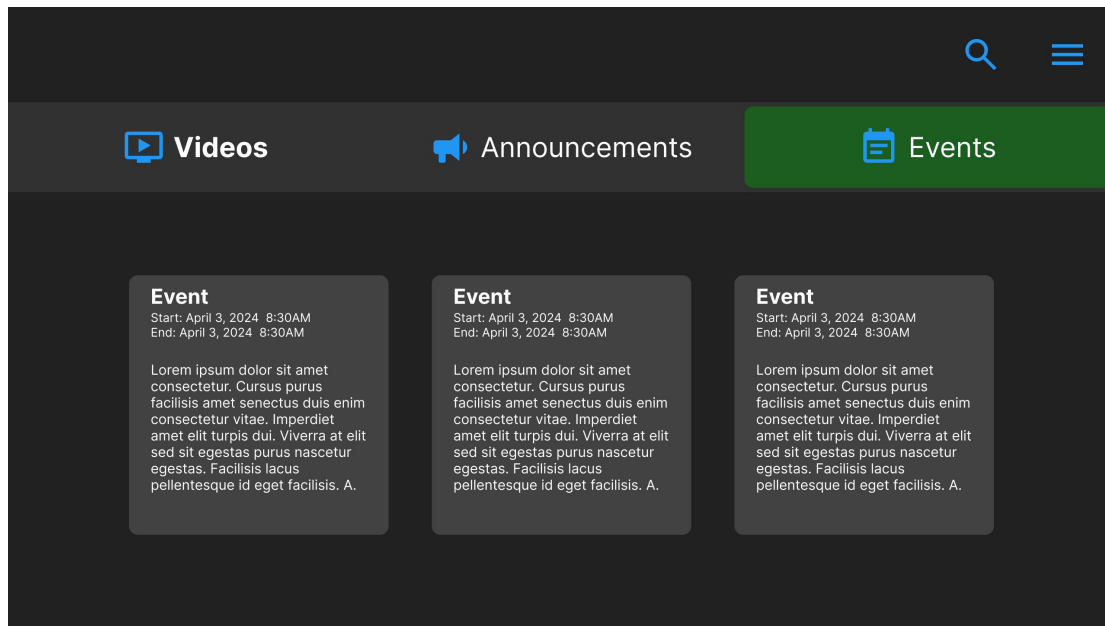 Videos
Announcements
Events
Event
Start: April 3, 2024  8:30AM
End: April 3, 2024  8:30AM
Lorem ipsum dolor sit amet
consectetur. Cursus purus
facilisis amet senectus duis enim
consectetur vitae. Imperdiet
amet elit turpis dui. Viverra at elit
sed sit egestas purus nascetur
egestas. Facilisis lacus
pellentesque id eget facilisis. A.
Event
Start: April 3, 2024  8:30AM
End: April 3, 2024  8:30AM
Lorem ipsum dolor sit amet
consectetur. Cursus purus
facilisis amet senectus duis enim
consectetur vitae. Imperdiet
amet elit turpis dui. Viverra at elit
sed sit egestas purus nascetur
egestas. Facilisis lacus
pellentesque id eget facilisis. A.
Event
Start: April 3, 2024  8:30AM
End: April 3, 2024  8:30AM
Lorem ipsum dolor sit amet
consectetur. Cursus purus
facilisis amet senectus duis enim
consectetur vitae. Imperdiet
amet elit turpis dui. Viverra at elit
sed sit egestas purus nascetur
egestas. Facilisis lacus
pellentesque id eget facilisis. A.